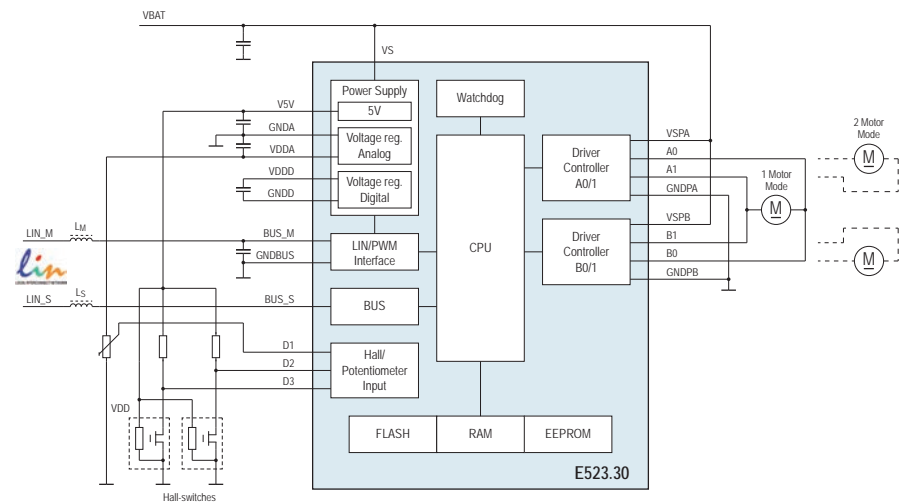 VBAT
VS
Power Supply
5V
Voltage reg.
Analog
Voltage reg.
Digital
Watchdog
V5V
GNDA
VDDA
VDDD
GNDD
LIN_M
LM
BUS_M
GNDBUS
LIN/PWM
Interface
lin
LOCAL INTERCONNECT NETWORK
LIN_S
LS
BUS_S
BUS
CPU
Driver
Controller
A0/1
Driver
Controller
B0/1
VSPA
A0
A1
GNDPA
VSPB
B1
B0
GNDPB
1 Motor
Mode
M
2 Motor
Mode
M
M
D1
D2
D3
Hall/
Potentiometer
Input
VDD
Hall-switches
FLASH
RAM
EEPROM
E523.30